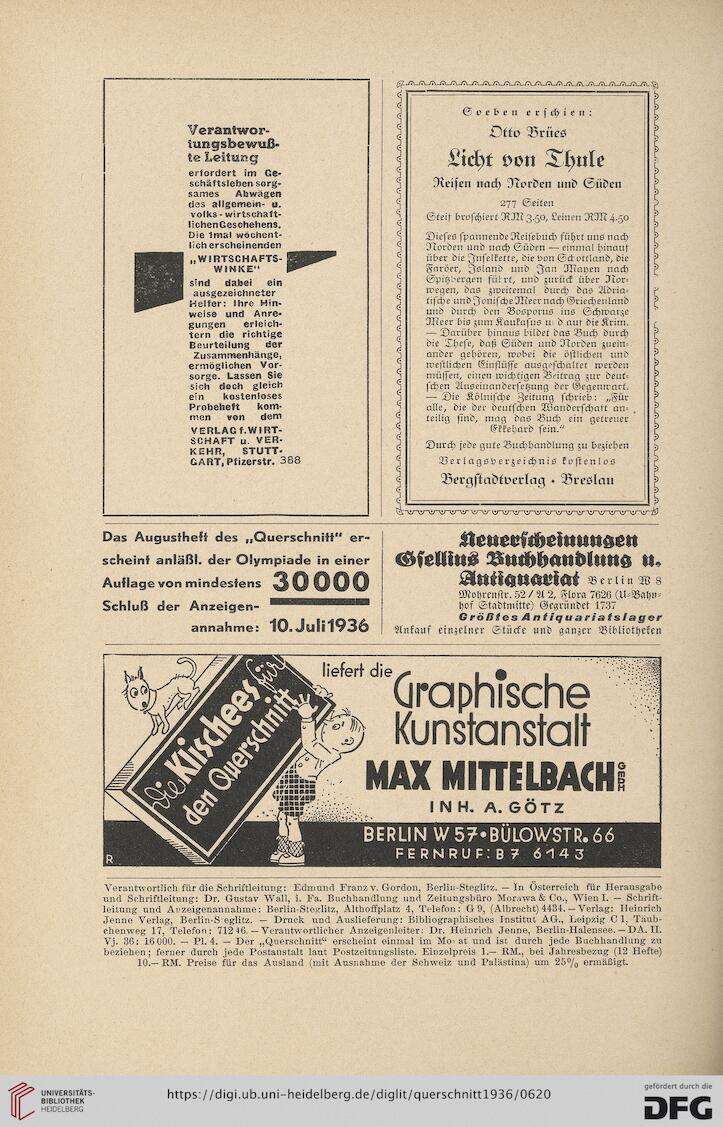 Verantwor-
tungsbewuß-
te Leitung
erfordert im Ge-
schäftsleben sorg-
sames Abwägen
des allgemein- u.
volks-wirtschaft-
lichen Geschehens.
Die 1mal wöchent-
lich erscheinenden
„WIRTSCHAFTS-
WINKE“
sind dabei ein
ausgezeichneter
Helfer: Ihre Hin-
weise und Anre-
gungen erleich-
tern die richtige
Beurteilung der
Zusammenhänge,
ermöglichen Vor-
sorge. Lassen Sie
sich doch gleich
ein kostenloses
Probeheft kom-
men von dem
VERLAG f. WIRT-
SCHAFT u. VER-
KEHR, STUTT-
GART, Pfizerstr. 388
Soeben erschien:
Otto Brües
Licht von Thule
Reisen nach Norden und Süden
277 Seiten
Steif broschiert RM 3.50, Leinen RM 4.50
Dieses spannende Reisebuch führt uns nach
Norden und nach Süden — einmal hinauf
über die Inselkette, die von Schottland, die
Faröer, Island und Jan Mayen nach
Spitzbergen führt, und zurück über Nor-
wegen, das zweitemal durch das Adria-
tische und Jonische Meer nach Griechenland
und durch den Bosporus ins Schwarze
Meer bis zum Kaukasus und auf die Krim.
— Darüber hinaus bildet das Buch durch
die These, daß Süden und Norden zuein-
ander gehören, wobei die östlichen und
westlichen Einflüsse ausgeschaltet werden
müssen, einen wichtigen Beitrag zur deut-
schen Auseinandersetzung der Gegenwart.
— Die Kölnische Zeitung schrieb: „Für
alle, die der deutschen Wanderschaft an-
teilig sind, mag das Buch ein getreuer
Ekkehard sein.“
Durch jede gute Buchhandlung zu beziehen
Verlagsverzeichnis kostenlos
Bergstadtverlag • Breslau
Das Augustheft des „Querschnitt“ er-
scheint anläßl. der Olympiade in einer
Auflage von mindestens 30000
Schluß der Anzeigen-
annahme: 10. Juli 1936
Neuerscheinungen
Gsellius Buchhandlung u.
Antiquariat Berlin W 8
Mohrenstr. 52 / A 2, Flora 7626 (U-Bahn-
hof Stadtmitte) Gegründet 1737
Größtes Antiquariatslager
Ankauf einzelner Stücke und ganzer Bibliotheken
Die Klischees für
den Querschnitt
liefert die
Graphische
Kunstanstalt
MAX MITTELBACH GMBH
INH. A. GÖTZ
BERLIN W 57•BÜLOWSTR. 66
FERNRUF: B 7 6143
R
Verantwortlich für die Schriftleitung: Edmund Franz v. Gordon, Berlin-Steglitz. — In Österreich für Herausgabe
und Schriftleitung: Dr. Gustav Wall, i. Fa. Buchhandlung und Zeitungsbüro Morawa & Co., Wien I. — Schrift-
leitung und Anzeigenannahme: Berlin-Steglitz, Althoffplatz 4, Telefon: G 9, (Albrecht) 4434. — Verlag: Heinrich
Jenne Verlag, Berlin-Steglitz. — Druck und Auslieferung: Bibliographisches Institut AG., Leipzig C 1, Täub-
chenweg 17, Telefon: 712 46. — Verantwortlicher Anzeigenleiter: Dr. Heinrich Jenne, Berlin-Halensee. — DA. II.
Vj. 36: 16 000. — Pl. 4. — Der „Querschnitt“ erscheint einmal im Monat und ist durch jede Buchhandlung zu
beziehen; ferner durch jede Postanstalt laut Postzeitungsliste. Einzelpreis 1.— RM., bei Jahresbezug (12 Hefte)
10.— RM. Preise für das Ausland (mit Ausnahme der Schweiz und Palästina) um 25% ermäßigt.
UNIVERSITÄTS-
BIBLIOTHEK
HEIDELBERG
https://digi.ub.uni-heidelberg.de/diglit/querschnitt1936/0620
gefördert durch die
DFG